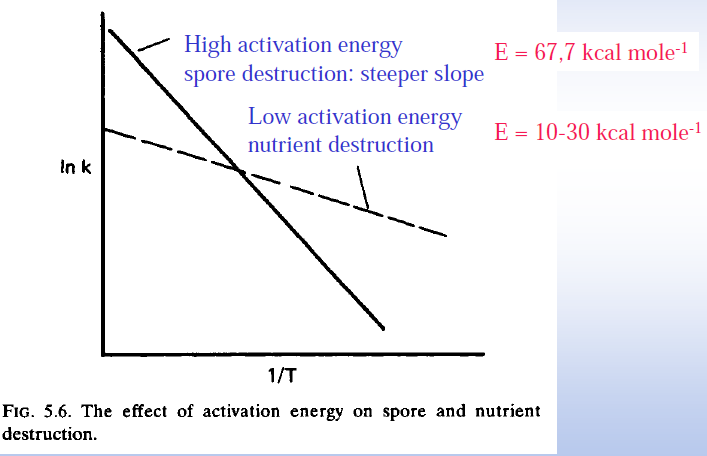 High activation energy
spore destruction: steeper slope
E = 67,7 kcal mole-1
Low activation energy
nutrient destruction
E = 10-30 kcal mole-1
ln k
1/T
FIG. 5.6. The effect of activation energy on spore and nutrient
destruction.